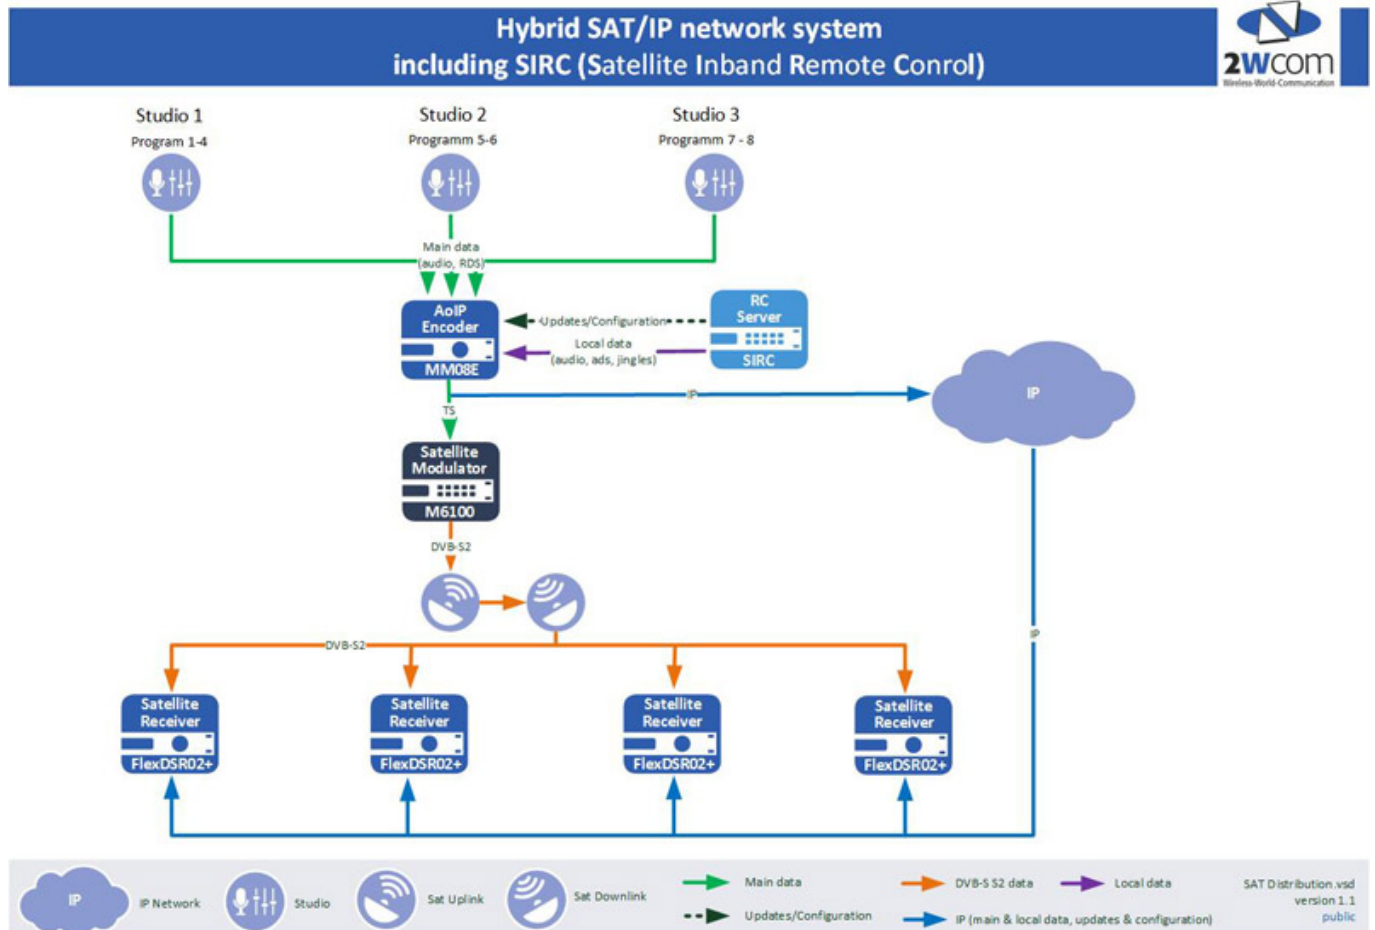 Hybrid SAT/IP network system
including SIRC (Satellite Inband Remote Conrol)
2Wcom
Wireless-World-Communication
Studio 1
Program 1-4
Studio 2
Programm 5-6
Studio 3
Programm 7 - 8
Main data
(audio, RDS)
AoIP
Encoder
MM08E
Updates/Configuration
Local data
(audio, ads, jingles)
RC
Server
SIRC
IP
IP
TS
Satellite
Modulator
M6100
DVB-S2
IP
DVB-S2
Satellite
Receiver
FlexDSR02+
Satellite
Receiver
FlexDSR02+
Satellite
Receiver
FlexDSR02+
Satellite
Receiver
FlexDSR02+
IP
IP Network
Studio
Sat Uplink
Sat Downlink
Main data
Updates/Configuration
DVB-S S2 data
Local data
IP (main & local data, updates & configuration)
SAT Distribution.vsd
version 1.1
public